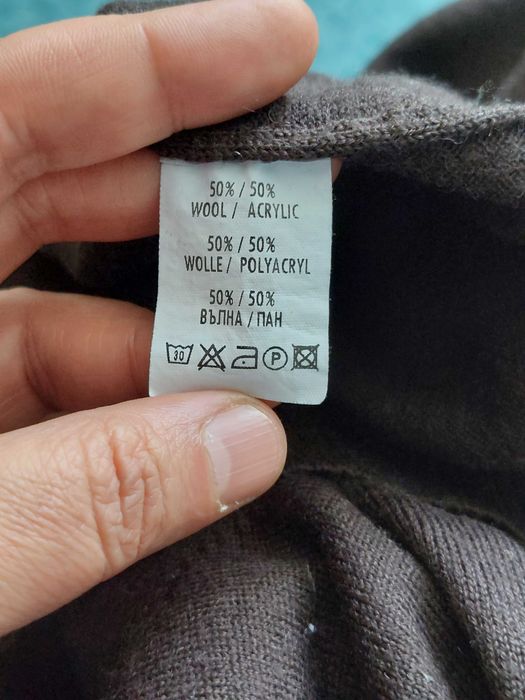 50% / 50%
WOOL / ACRYLIC
50% / 50%
WOLLE / POLYACRYL
50% / 50%
ВЪЛНА / ПАН
30 P